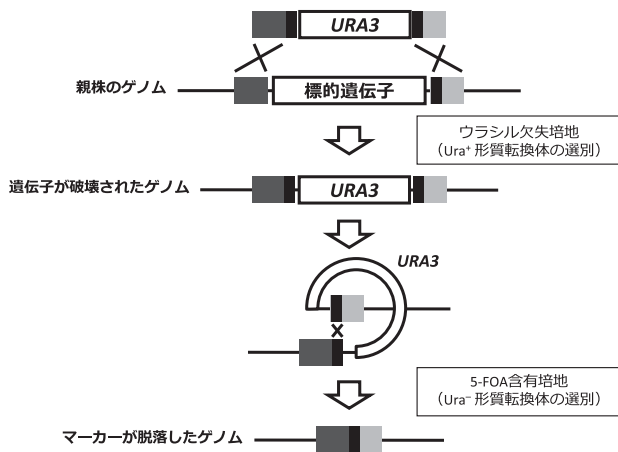 URA3
親株のゲノム
標的遺伝子
ウラシル欠失培地
（Ura⁺ 形質転換体の選別）
遺伝子が破壊されたゲノム
URA3
URA3
5-FOA含有培地
（Ura⁻ 形質転換体の選別）
マーカーが脱落したゲノム